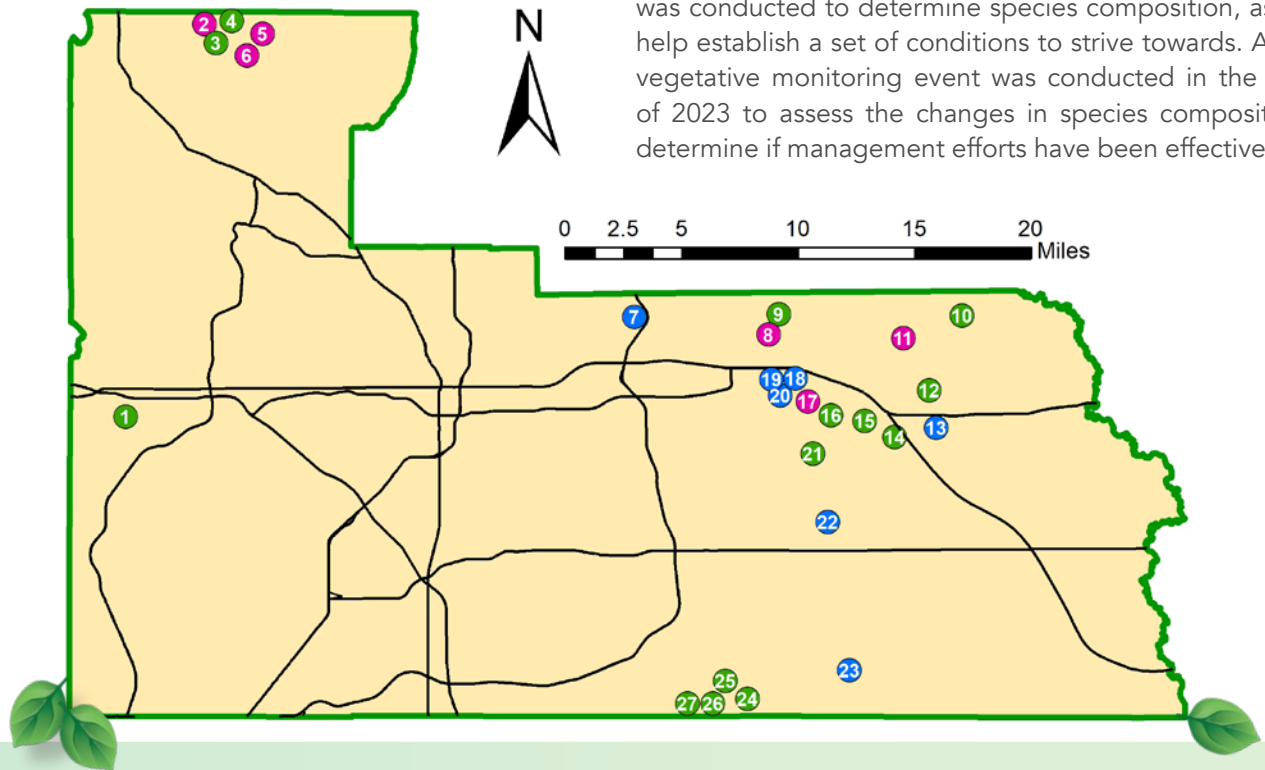 was conducted to determine species composition, as
help establish a set of conditions to strive towards. A
vegetative monitoring event was conducted in the
of 2023 to assess the changes in species composit
determine if management efforts have been effective
N
0 2.5 5 10 15 20
Miles
2 4
3 5
6
7 9 10
8 11
19 18 12
20 17
16 15 13
14
21
22
1
23
25
27 26 24